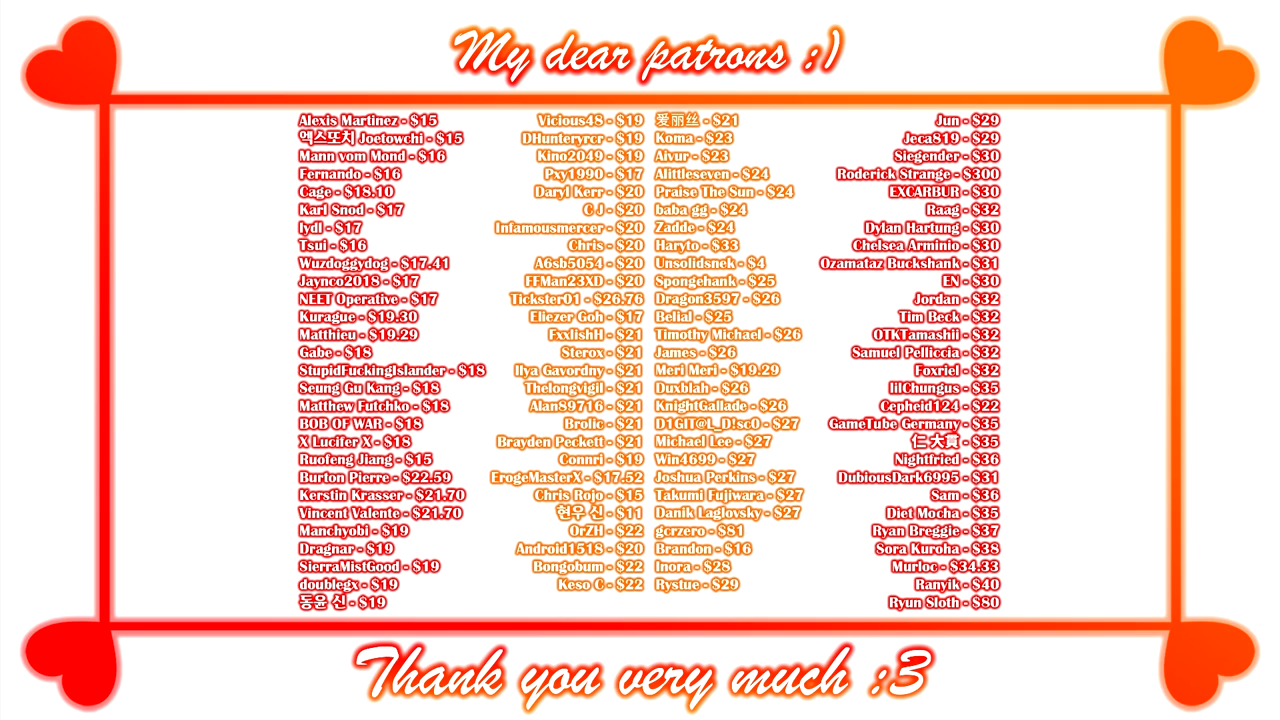 My dear patrons :)
Alexis Martinez - $15
엑스또치 Joetowchi - $15
Mann vom Mond - $16
Fernando - $16
Cage - $18.10
Karl Snod - $17
lydl - $17
Tsui - $16
Wuzdoggydog - $17.41
Jaynco2018 - $17
NEET Operative - $17
Kurague - $19.30
Matthieu - $19.29
Gabe - $18
StupidFuckingIslander - $18
Seung Gu Kang - $18
Matthew Futchko - $18
BOB OF WAR - $18
X Lucifer X - $18
Ruofeng Jiang - $15
Burton Pierre - $22.59
Kerstin Krasser - $21.70
Vincent Valente - $21.70
Manchyobi - $19
Dragnar - $19
SierraMistGood - $19
doublegx - $19
동윤 신 - $19
Vicious48 - $19
DHunteryrcr - $19
Kino2049 - $19
Pxy1990 - $17
Daryl Kerr - $20
C J - $20
Infamousmercer - $20
Chris - $20
A6sb5054 - $20
FFMan23XD - $20
Tickster01 - $26.76
Eliezer Goh - $17
FxxlishH - $21
Sterox - $21
Ilya Gavordny - $21
Thelongvigil - $21
Alan89716 - $21
Brolic - $21
Brayden Peckett - $21
Connri - $19
ErogeMasterX - $17.52
Chris Rojo - $15
현우 신 - $11
OrZH - $22
Android1518 - $20
Bongobum - $22
Keso C - $22
爱丽丝 - $21
Koma - $23
Aivur - $23
Alittleseven - $24
Praise The Sun - $24
baba gg - $24
Zadde - $24
Haryto - $33
Unsolidsnek - $4
Spongehank - $25
Dragon3597 - $26
Belial - $25
Timothy Michael - $26
James - $26
Meri Meri - $19.29
Duxblah - $26
KnightGallade - $26
D1GIT@L_D!scO - $27
Michael Lee - $27
Win4699 - $27
Joshua Perkins - $27
Takumi Fujiwara - $27
Danik Laglovsky - $27
gcrzero - $81
Brandon - $16
Inora - $28
Rystue - $29
Jun - $29
Jeca819 - $29
Siegender - $30
Roderick Strange - $300
EXCARBUR - $30
Raag - $32
Dylan Hartung - $30
Chelsea Arminio - $30
Ozamataz Buckshank - $31
EN - $30
Jordan - $32
Tim Beck - $32
OTKTamashii - $32
Samuel Pelliccia - $32
Foxriel - $32
lilChungus - $35
Cepheid124 - $22
GameTube Germany - $35
仁 大貫 - $35
Nightfried - $36
DubiousDark6995 - $31
Sam - $36
Diet Mocha - $35
Ryan Breggie - $37
Sora Kuroha - $38
Murloc - $34.33
Ranyik - $40
Ryun Sloth - $80
Thank you very much :3